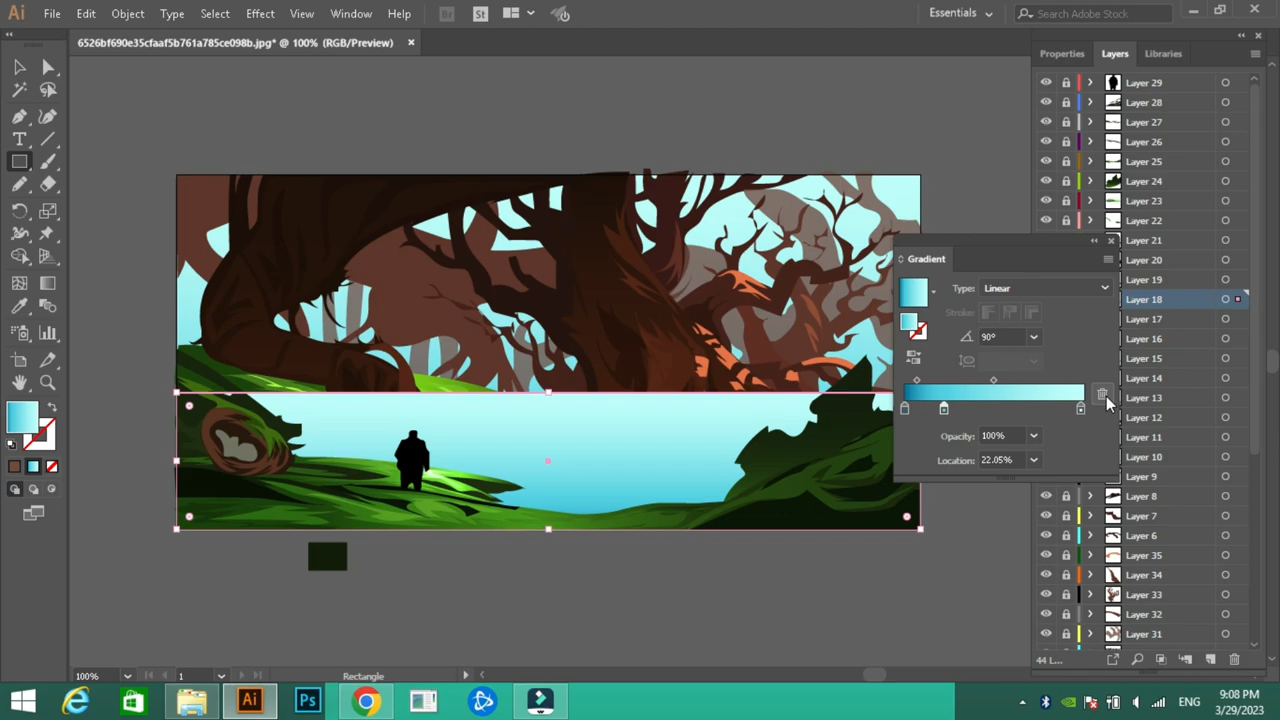 Ai File Edit Object Type Select Effect View Window Help Br St Essentials Search Adobe Stock
6526bf690e35cfaaf5b761a785ce098b.jpg* @ 100% (RGB/Preview)
Properties Layers Libraries
Layer 29
Layer 28
Layer 27
Layer 26
Layer 25
Layer 24
Layer 23
Layer 22
Layer 21
Layer 20
Layer 19
Layer 18
Layer 17
Layer 16
Layer 15
Layer 14
Layer 13
Layer 12
Layer 11
Layer 10
Layer 9
Layer 8
Layer 7
Layer 6
Layer 35
Layer 34
Layer 33
Layer 32
Layer 31
44 L...
Gradient
Type: Linear
Stroke:
90°
Opacity: 100%
Location: 22.05%
100% 1 Rectangle
Ai Ps
ENG
9:08 PM
3/29/2023